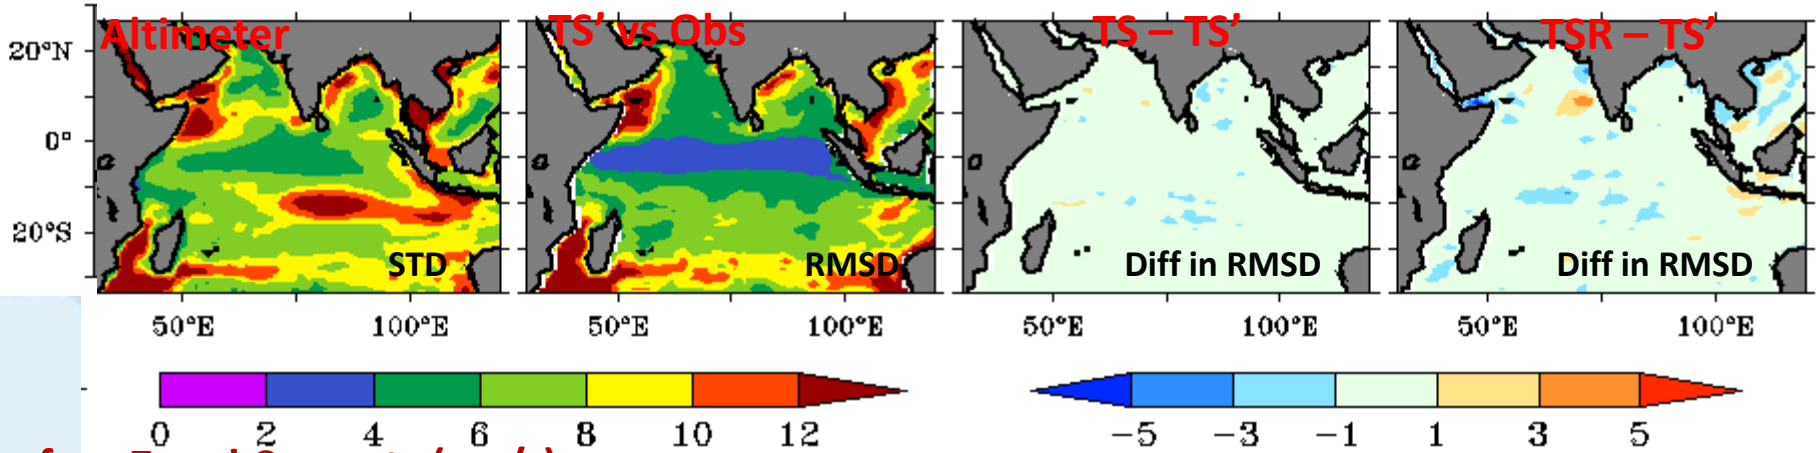 Altimeter
TS’ vs Obs
TS – TS’
TSR – TS’
20°N
0°
20°S
STD
RMSD
Diff in RMSD
Diff in RMSD
50°E 100°E 50°E 100°E 50°E 100°E 50°E 100°E
0 2 4 6 8 10 12
−5 −3 −1 1 3 5